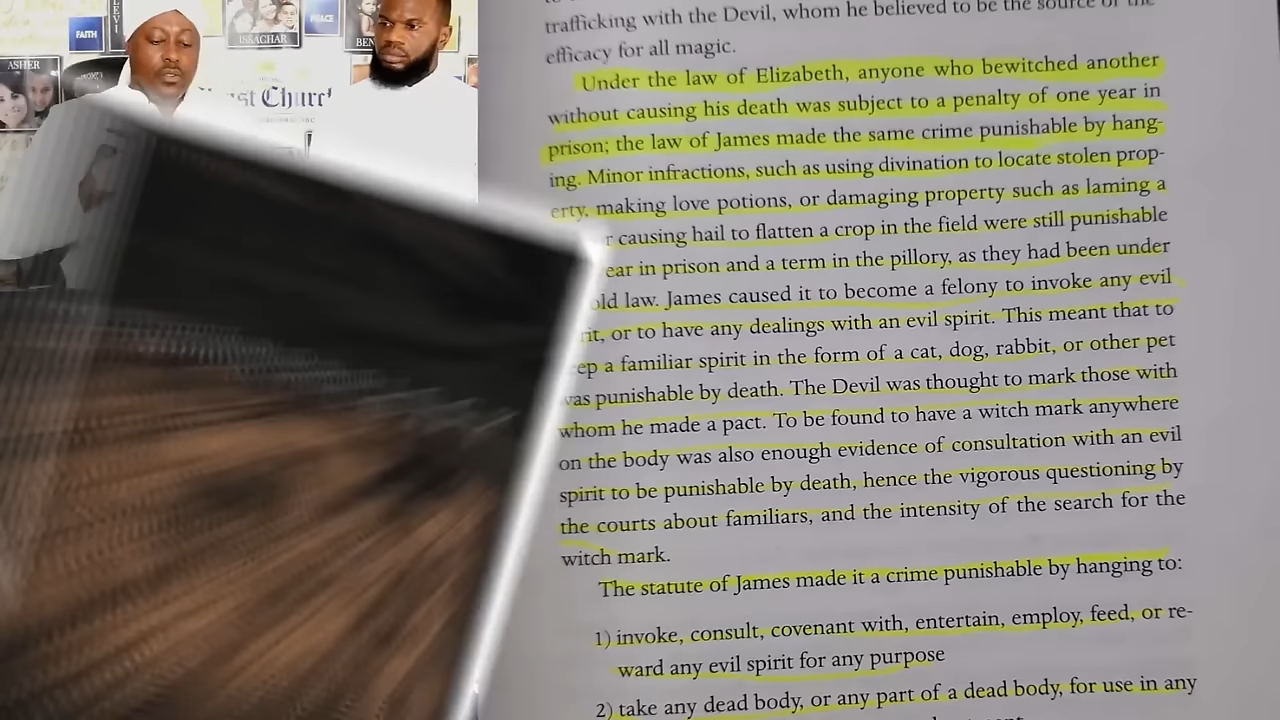 LEVI
FAITH
ISSACHAR
PEACE
BEN
ASHER
st Church
trafficking with the Devil, whom he believed to be the source of the
efficacy for all magic.
Under the law of Elizabeth, anyone who bewitched another
without causing his death was subject to a penalty of one year in
prison; the law of James made the same crime punishable by hang-
ing. Minor infractions, such as using divination to locate stolen prop-
erty, making love potions, or damaging property such as laming a
r causing hail to flatten a crop in the field were still punishable
ear in prison and a term in the pillory, as they had been under
old law. James caused it to become a felony to invoke any evil
rit, or to have any dealings with an evil spirit. This meant that to
ep a familiar spirit in the form of a cat, dog, rabbit, or other pet
was punishable by death. The Devil was thought to mark those with
whom he made a pact. To be found to have a witch mark anywhere
on the body was also enough evidence of consultation with an evil
spirit to be punishable by death, hence the vigorous questioning by
the courts about familiars, and the intensity of the search for the
witch mark.
The statute of James made it a crime punishable by hanging to:
1) invoke, consult, covenant with, entertain, employ, feed, or re-
ward any evil spirit for any purpose
2) take any dead body, or any part of a dead body, for use in any